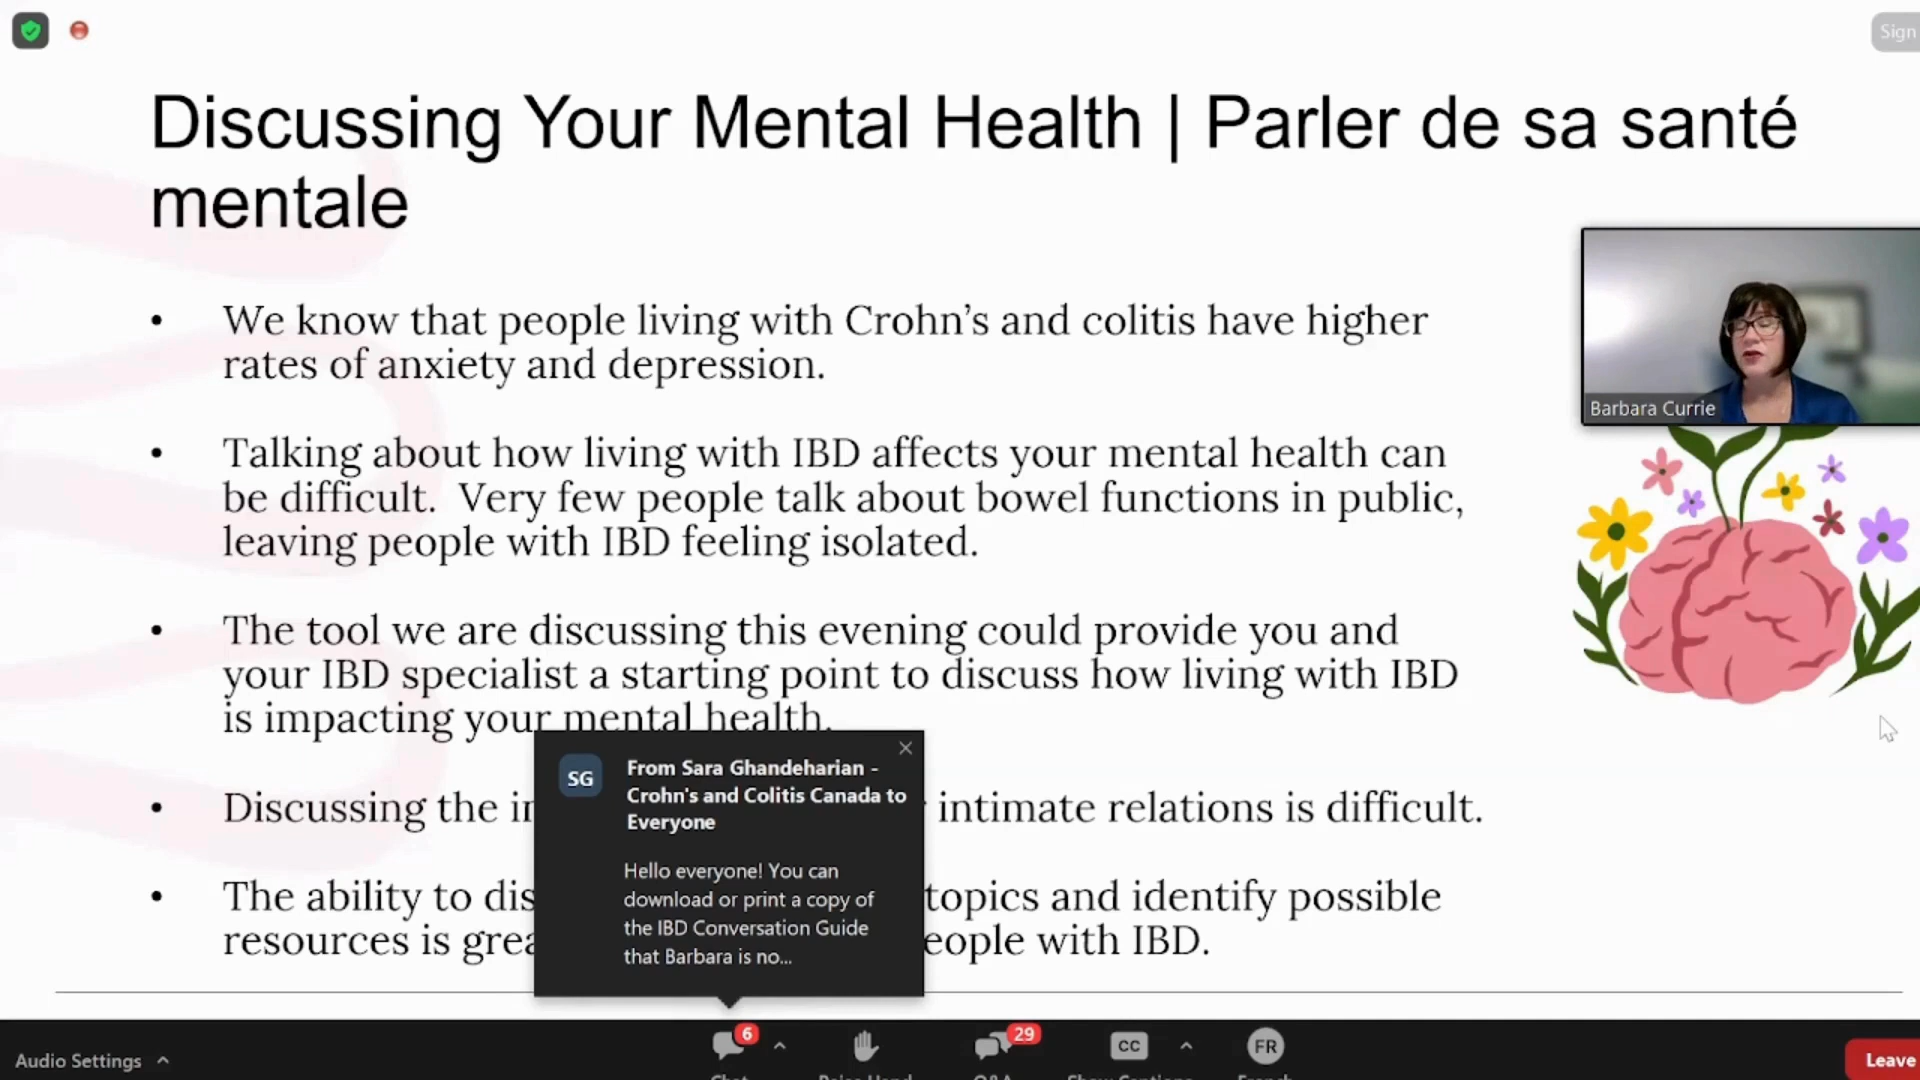 Sign
Discussing Your Mental Health | Parler de sa santé
mentale
• We know that people living with Crohn's and colitis have higher
rates of anxiety and depression.
Barbara Currie
• Talking about how living with IBD affects your mental health can
be difficult.  Very few people talk about bowel functions in public,
leaving people with IBD feeling isolated.
• The tool we are discussing this evening could provide you and
your IBD specialist a starting point to discuss how living with IBD
is impacting your mental health.
• Discussing the intimate relations is difficult.
• The ability to topics and identify possible
resources is people with IBD.
SG
From Sara Ghandeharian -
Crohn's and Colitis Canada to
Everyone
Hello everyone! You can
download or print a copy of
the IBD Conversation Guide
that Barbara is no...
Audio Settings
6
Chat
Raise Hand
29
Q&A
CC
Show Captions
FR
French
Leave